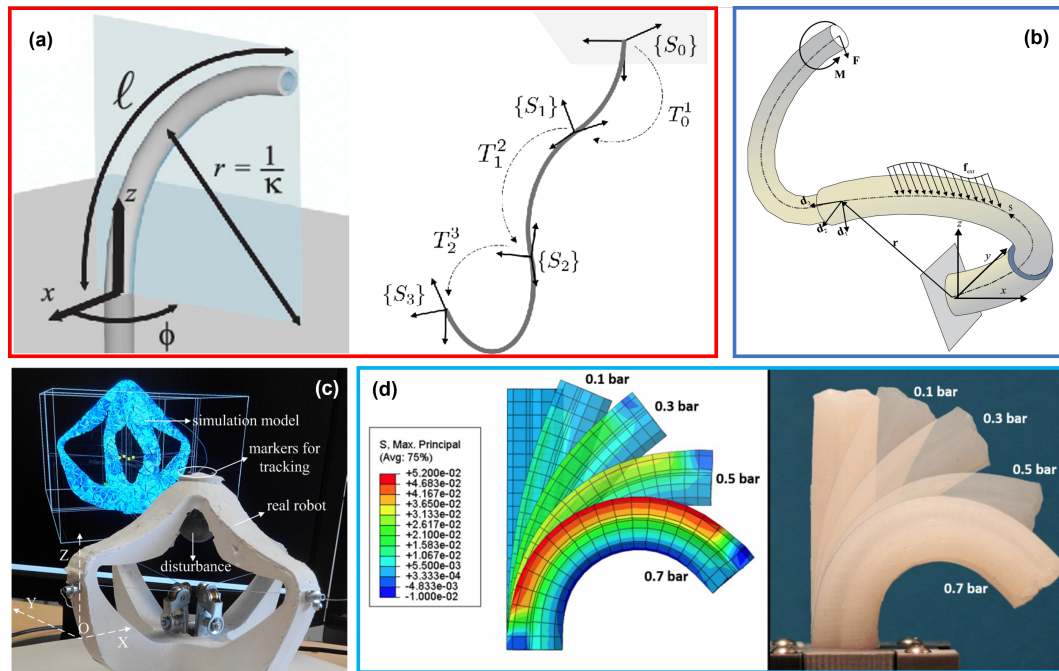 (a)
ℓ
r = 1/κ
z
x
ϕ
{S₀}
{S₁}
T₀¹
T₁²
{S₂}
T₂³
{S₃}
(b)
F
M
s
r
z
y
x
(c)
simulation model
markers for
tracking
real robot
disturbance
Z
Y
O
X
(d)
S, Max. Principal
(Avg: 75%)
+5.200e-02
+4.683e-02
+4.167e-02
+3.650e-02
+3.133e-02
+2.617e-02
+2.100e-02
+1.583e-02
+1.067e-02
+5.500e-03
+3.333e-04
-4.833e-03
-1.000e-02
0.1 bar
0.3 bar
0.5 bar
0.7 bar
0.1 bar
0.3 bar
0.5 bar
0.7 bar